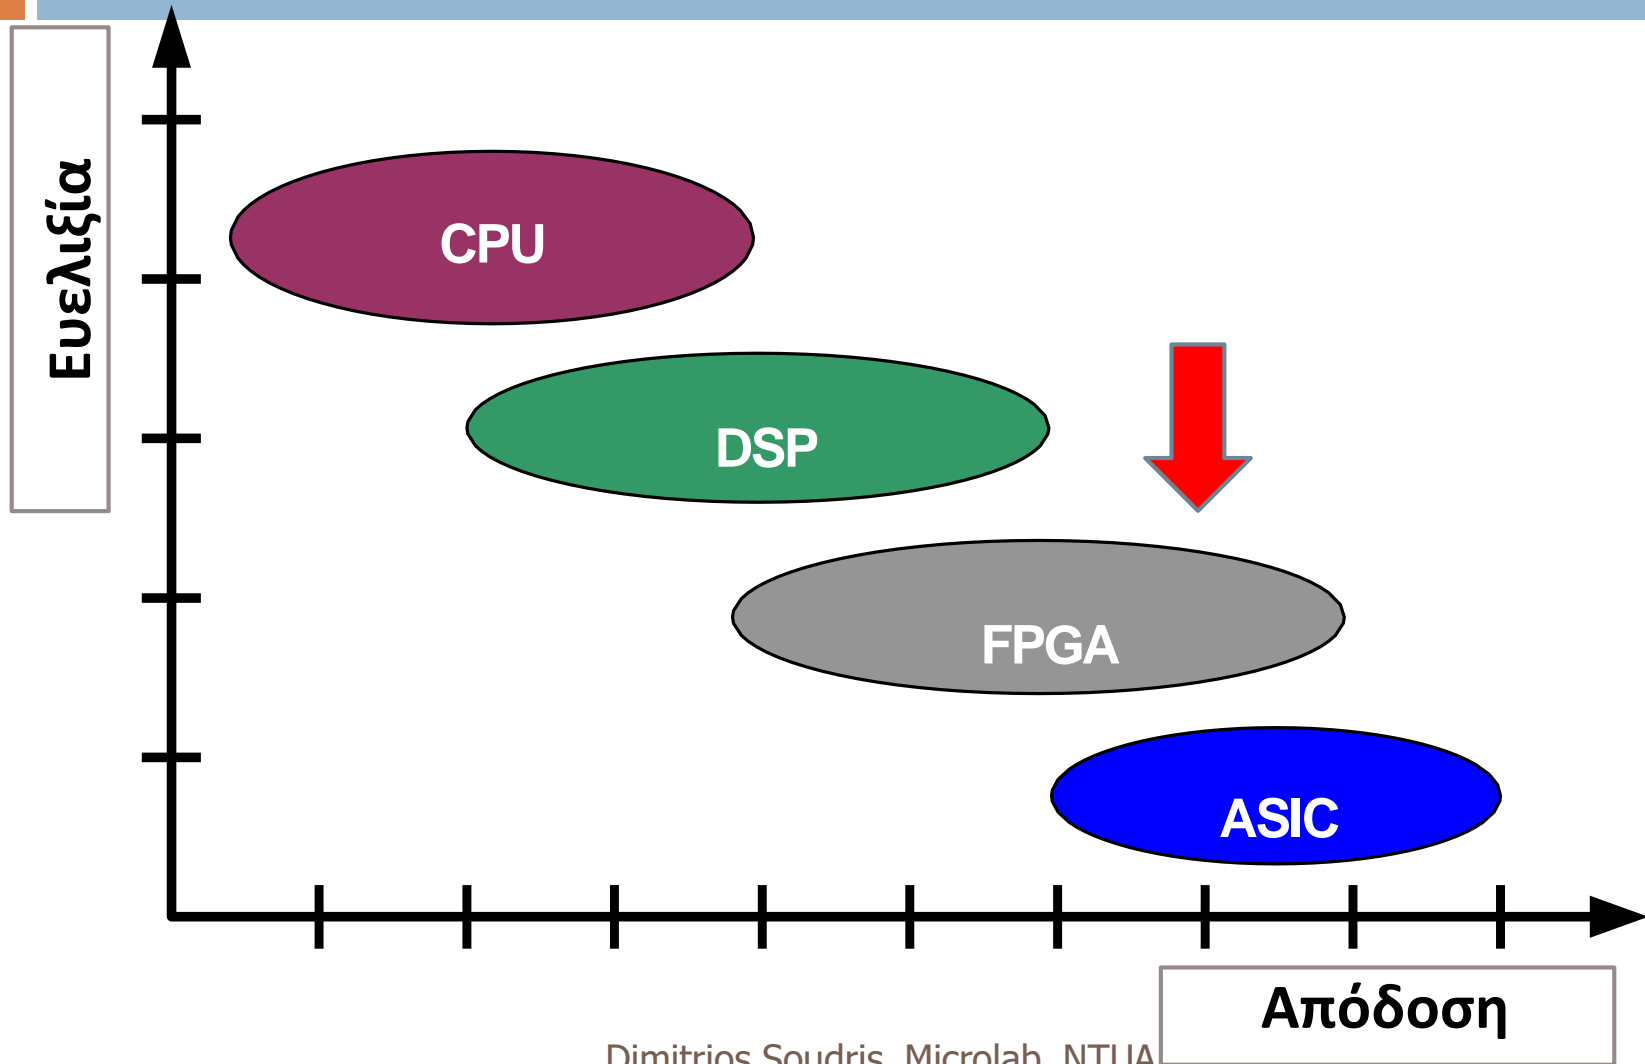 Ευελιξία
CPU
DSP
FPGA
ASIC
Απόδοση
Dimitrios Soudris, Microlab, NTUA